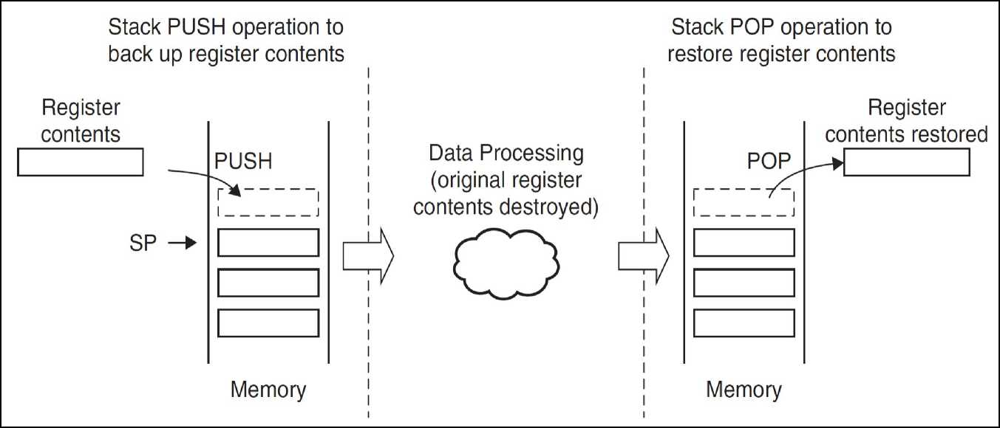 Stack PUSH operation to
back up register contents
Stack POP operation to
restore register contents
Register
contents
PUSH
SP
Memory
Data Processing
(original register
contents destroyed)
POP
Register
contents restored
Memory